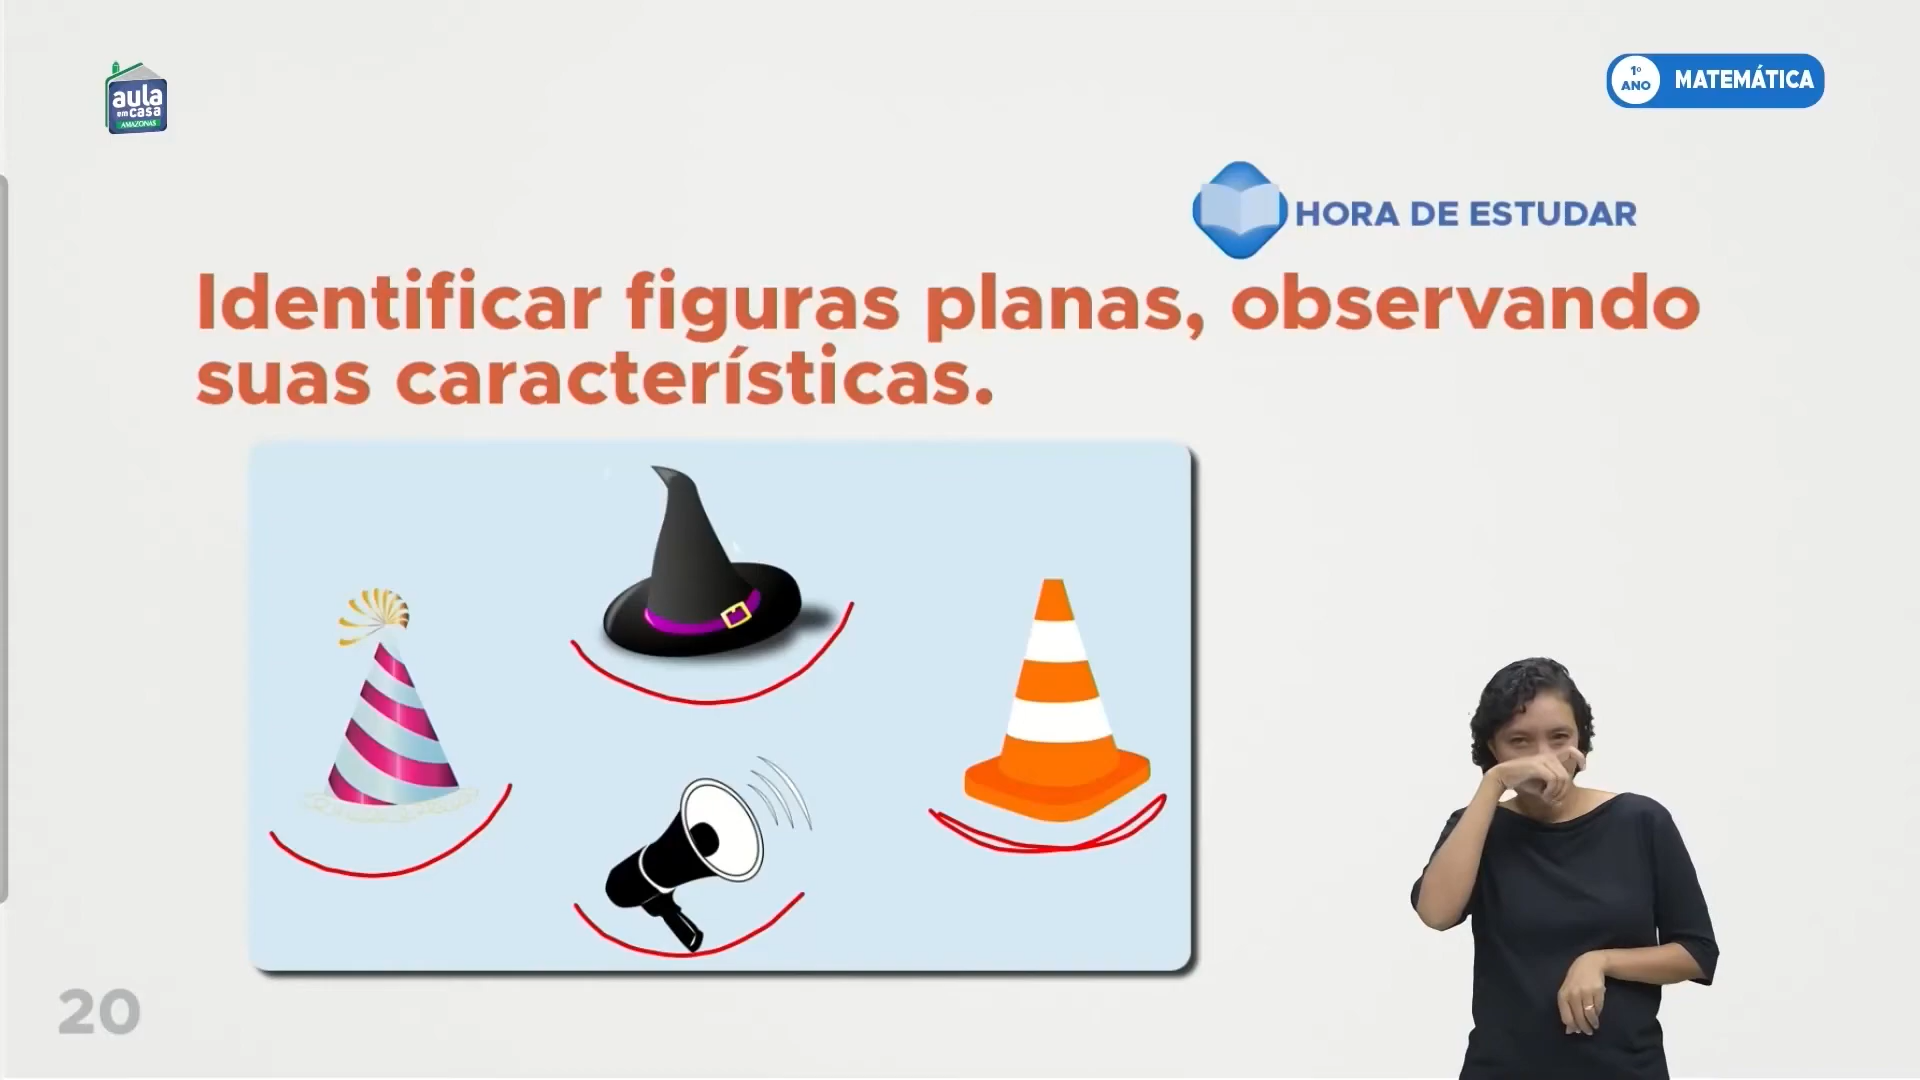 aula
em casa
AMAZONAS
1º
ANO
MATEMÁTICA
HORA DE ESTUDAR
Identificar figuras planas, observando
suas características.
20